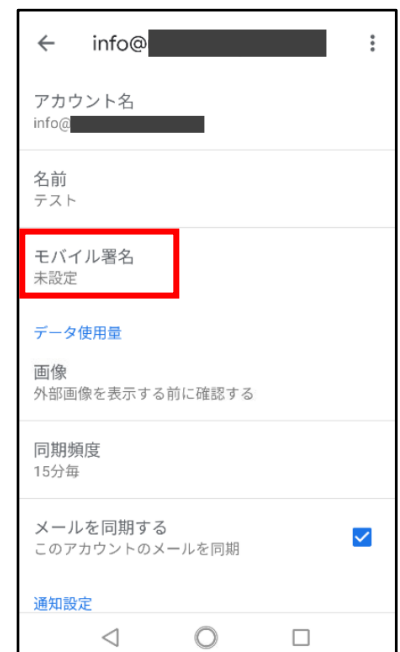 info@
アカウント名
info@
名前
テスト
モバイル署名
未設定
データ使用量
画像
外部画像を表示する前に確認する
同期頻度
15分毎
メールを同期する
このアカウントのメールを同期
通知設定